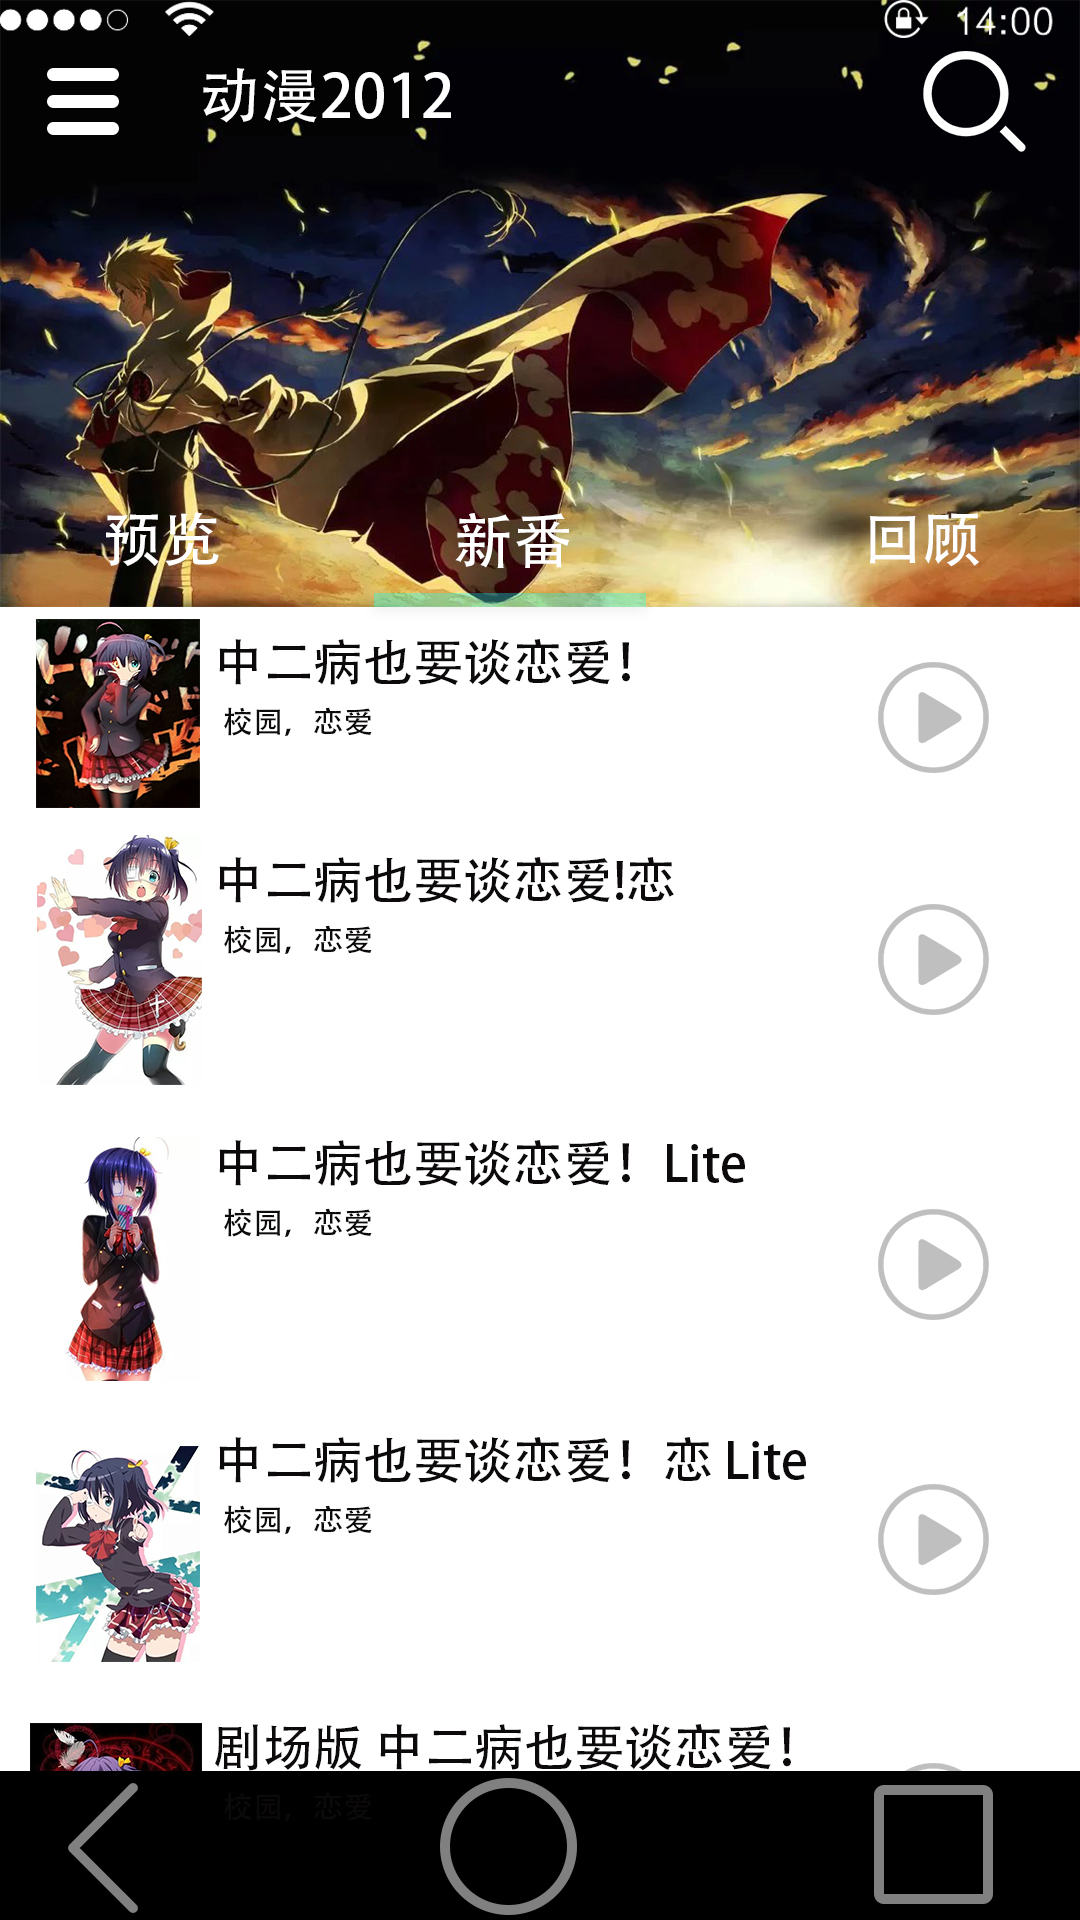 14:00
动漫2012
预览
新番
回顾
中二病也要谈恋爱！
校园，恋爱
中二病也要谈恋爱!恋
校园，恋爱
中二病也要谈恋爱！Lite
校园，恋爱
中二病也要谈恋爱！恋 Lite
校园，恋爱
剧场版 中二病也要谈恋爱！
校园，恋爱